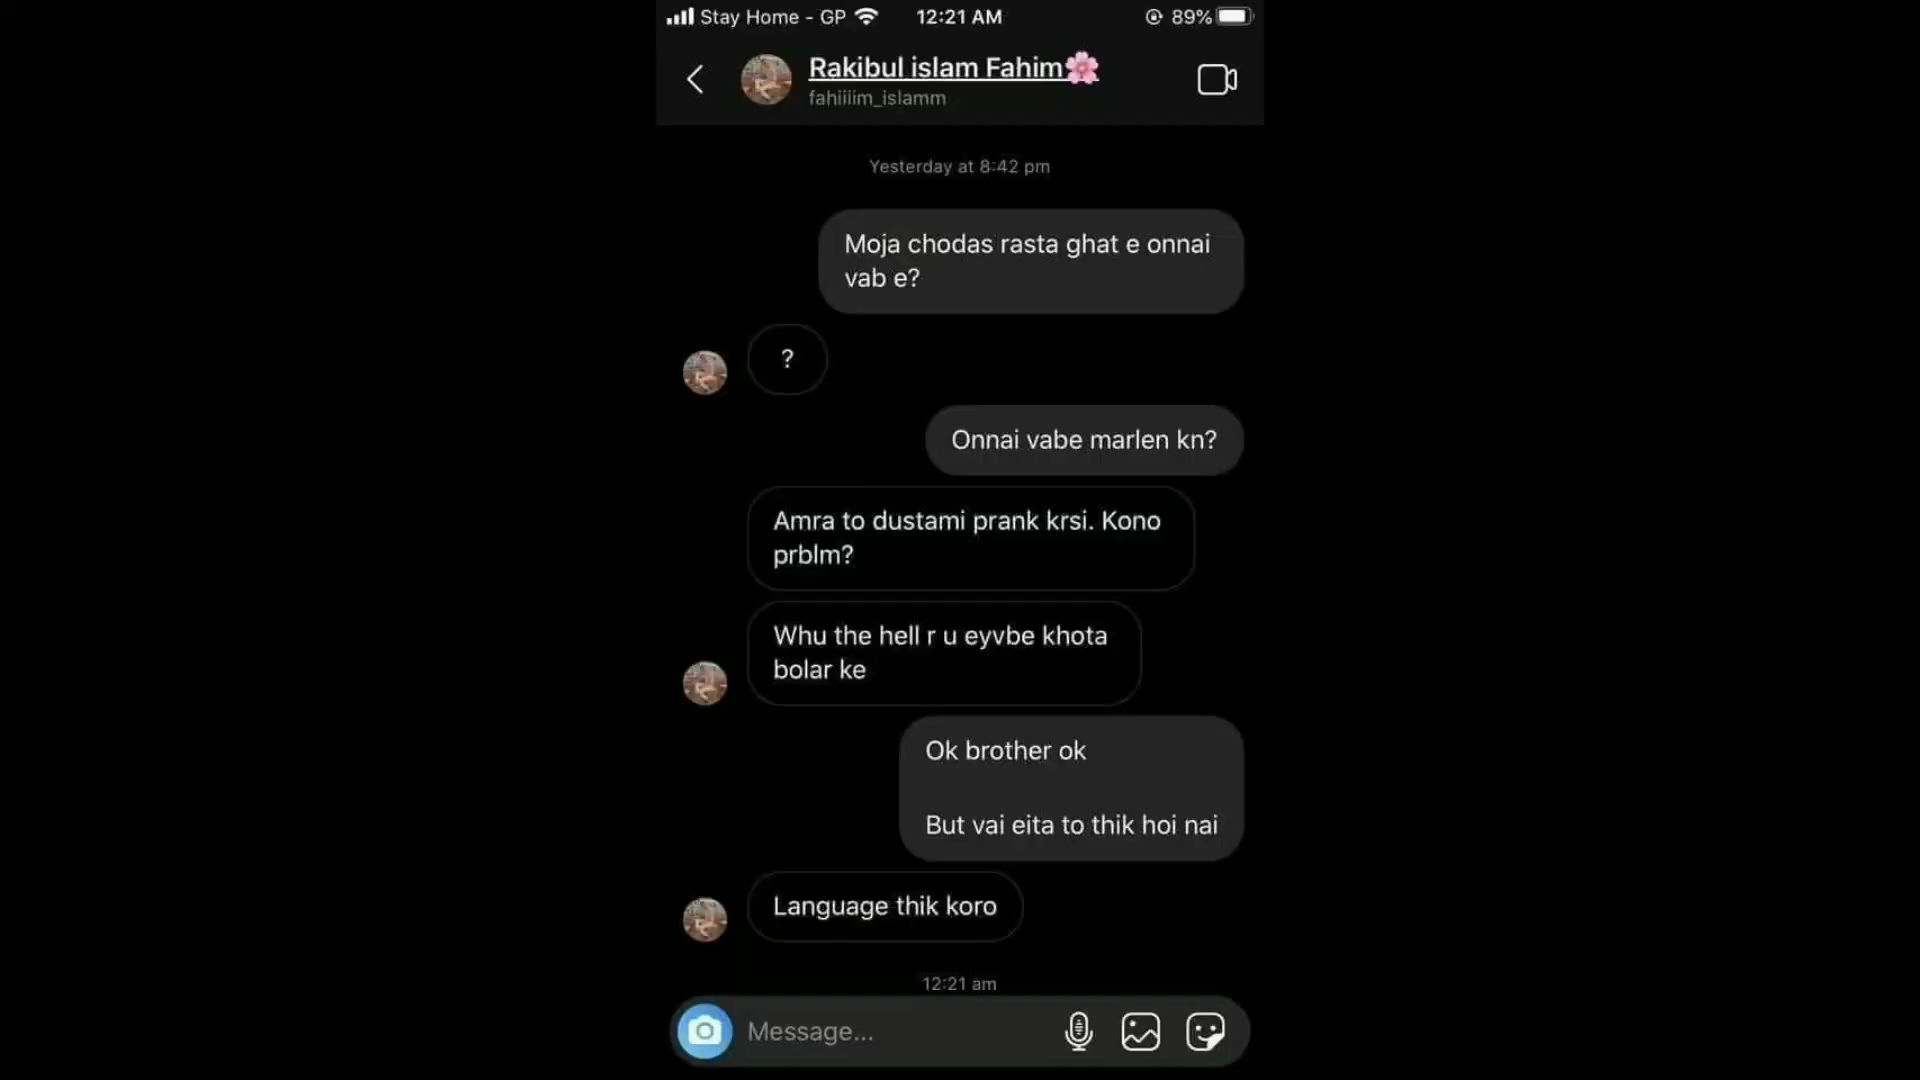 Stay Home - GP 12:21 AM 89%
Rakibul islam Fahim🌸
fahiiiim_islamm
Yesterday at 8:42 pm
Moja chodas rasta ghat e onnai
vab e?
?
Onnai vabe marlen kn?
Amra to dustami prank krsi. Kono
prblm?
Whu the hell r u eyvbe khota
bolar ke
Ok brother ok
But vai eita to thik hoi nai
Language thik koro
12:21 am
Message...